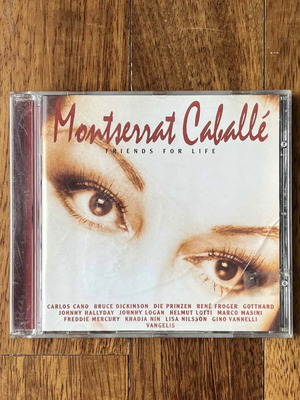 Montserrat Caballé
FRIENDS FOR LIFE
CARLOS CANO BRUCE DICKINSON DIE PRINZEN RENÉ FROGER GOTTHARD
JOHNNY HALLYDAY JOHNNY LOGAN HELMUT LOTTI MARCO MASINI
FREDDIE MERCURY KHADJA NIN LISA NILSSON GINO VANNELLI
VANGELIS